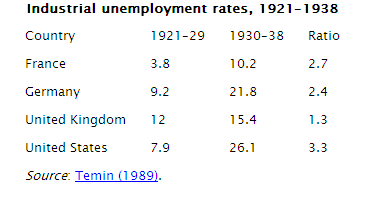 Industrial unemployment rates, 1921-1938
Country 1921-29 1930-38 Ratio
France 3.8 10.2 2.7
Germany 9.2 21.8 2.4
United Kingdom 12 15.4 1.3
United States 7.9 26.1 3.3
Source: Temin (1989).